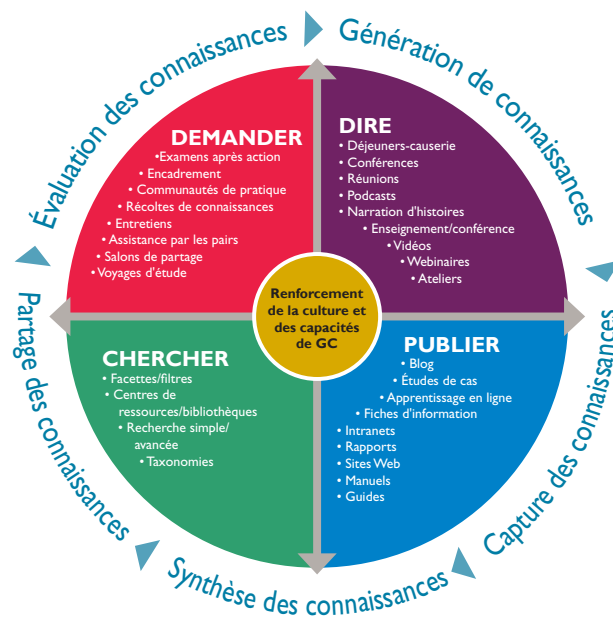 Évaluation des connaissances
Génération de connaissances
DEMANDER
•Examens après action
• Encadrement
• Communautés de pratique
• Récoltes de connaissances
• Entretiens
• Assistance par les pairs
• Salons de partage
• Voyages d'étude
DIRE
• Déjeuners-causerie
• Conférences
• Réunions
• Podcasts
• Narration d'histoires
• Enseignement/conférence
• Vidéos
• Webinaires
• Ateliers
Renforcement
de la culture et
des capacités
de GC
CHERCHER
• Facettes/filtres
• Centres de
ressources/bibliothèques
• Recherche simple/
avancée
• Taxonomies
PUBLIER
• Blog
• Études de cas
• Apprentissage en ligne
• Fiches d'information
• Intranets
• Rapports
• Sites Web
• Manuels
• Guides
Partage des connaissances
Synthèse des connaissances
Capture des connaissances